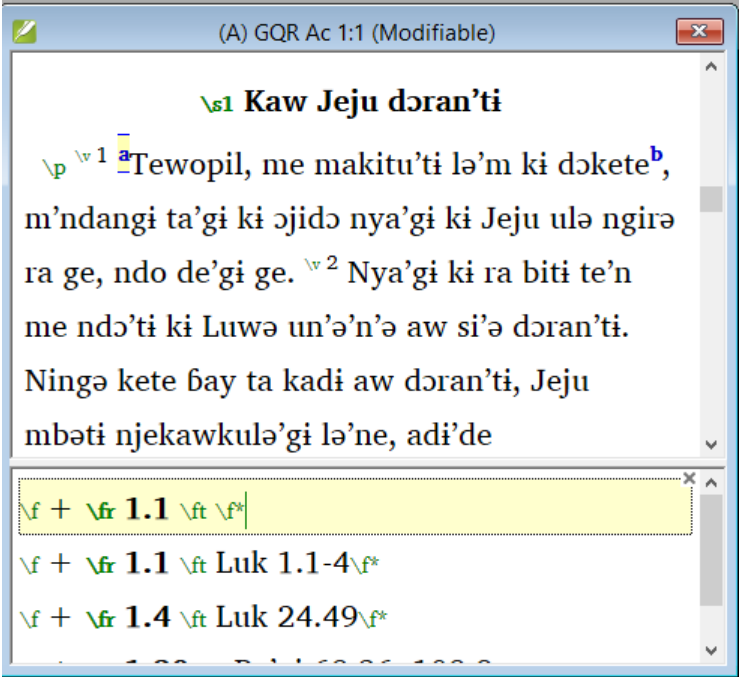 (A) GQR Ac 1:1 (Modifiable)
\s1 Kaw Jeju dɔran’tɨ
\p \v 1 aTewopil, me makitu’tɨ lə’m kɨ dɔketeb,
m’ndangɨ ta’gɨ kɨ ɔjidɔ nya’gɨ kɨ Jeju ulə ngirə
ra ge, ndo de’gɨ ge. \v 2 Nya’gɨ kɨ ra bitɨ te’n
me ndɔ’tɨ kɨ Luwə un’ə’n’ə aw si’ə dɔran’tɨ.
Ningə kete ɓay ta kadɨ aw dɔran’tɨ, Jeju
mbətɨ njekawkulə’gɨ lə’ne, adɨ’de
\f + \fr 1.1 \ft \f*
\f + \fr 1.1 \ft Luk 1.1-4\f*
\f + \fr 1.4 \ft Luk 24.49\f*